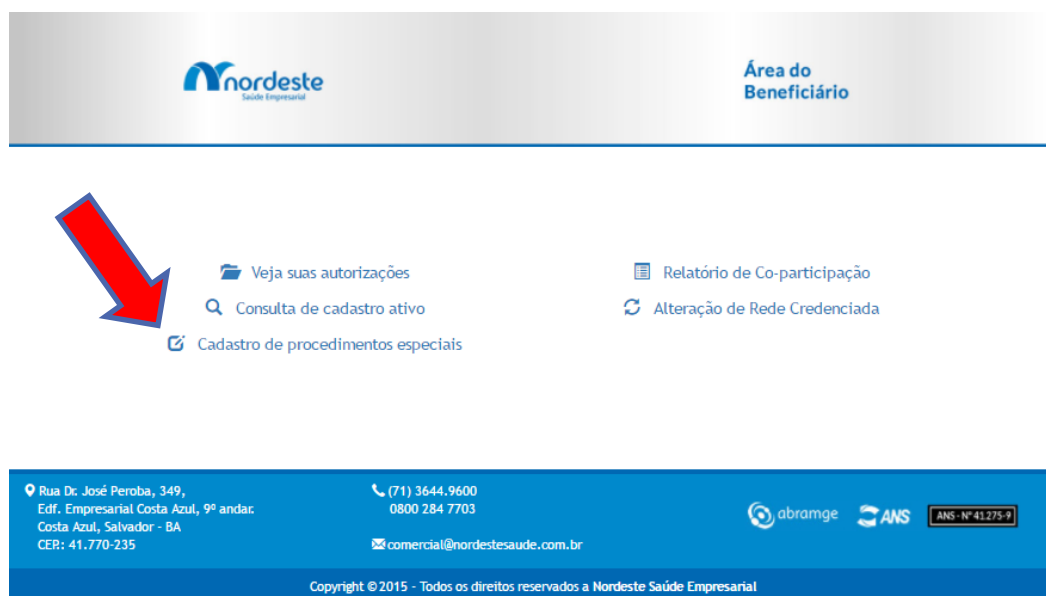 nordeste
Saúde Empresarial
Área do
Beneficiário
Veja suas autorizações
Consulta de cadastro ativo
Cadastro de procedimentos especiais
Relatório de Co-participação
Alteração de Rede Credenciada
Rua Dr. José Peroba, 349,
Edf. Empresarial Costa Azul, 9º andar.
Costa Azul, Salvador - BA
CEP.: 41.770-235
(71) 3644.9600
0800 284 7703
comercial@nordestesaude.com.br
abramge
ANS
ANS - Nº 41.275-9
Copyright © 2015 - Todos os direitos reservados a Nordeste Saúde Empresarial